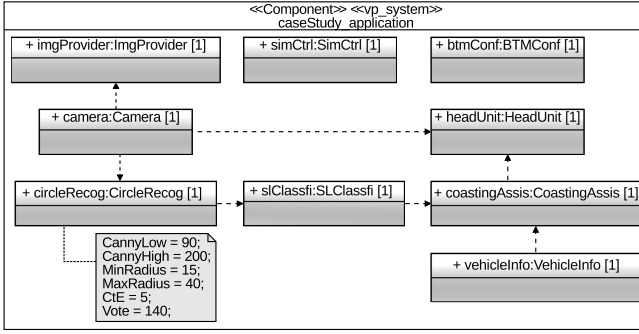 <<Component>> <<vp_system>>
caseStudy_application
+ imgProvider:ImgProvider [1]
+ simCtrl:SimCtrl [1]
+ btmConf:BTMConf [1]
+ camera:Camera [1]
+ headUnit:HeadUnit [1]
+ circleRecog:CircleRecog [1]
+ slClassfi:SLClassfi [1]
+ coastingAssis:CoastingAssis [1]
CannyLow = 90;
CannyHigh = 200;
MinRadius = 15;
MaxRadius = 40;
CtE = 5;
Vote = 140;
+ vehicleInfo:VehicleInfo [1]